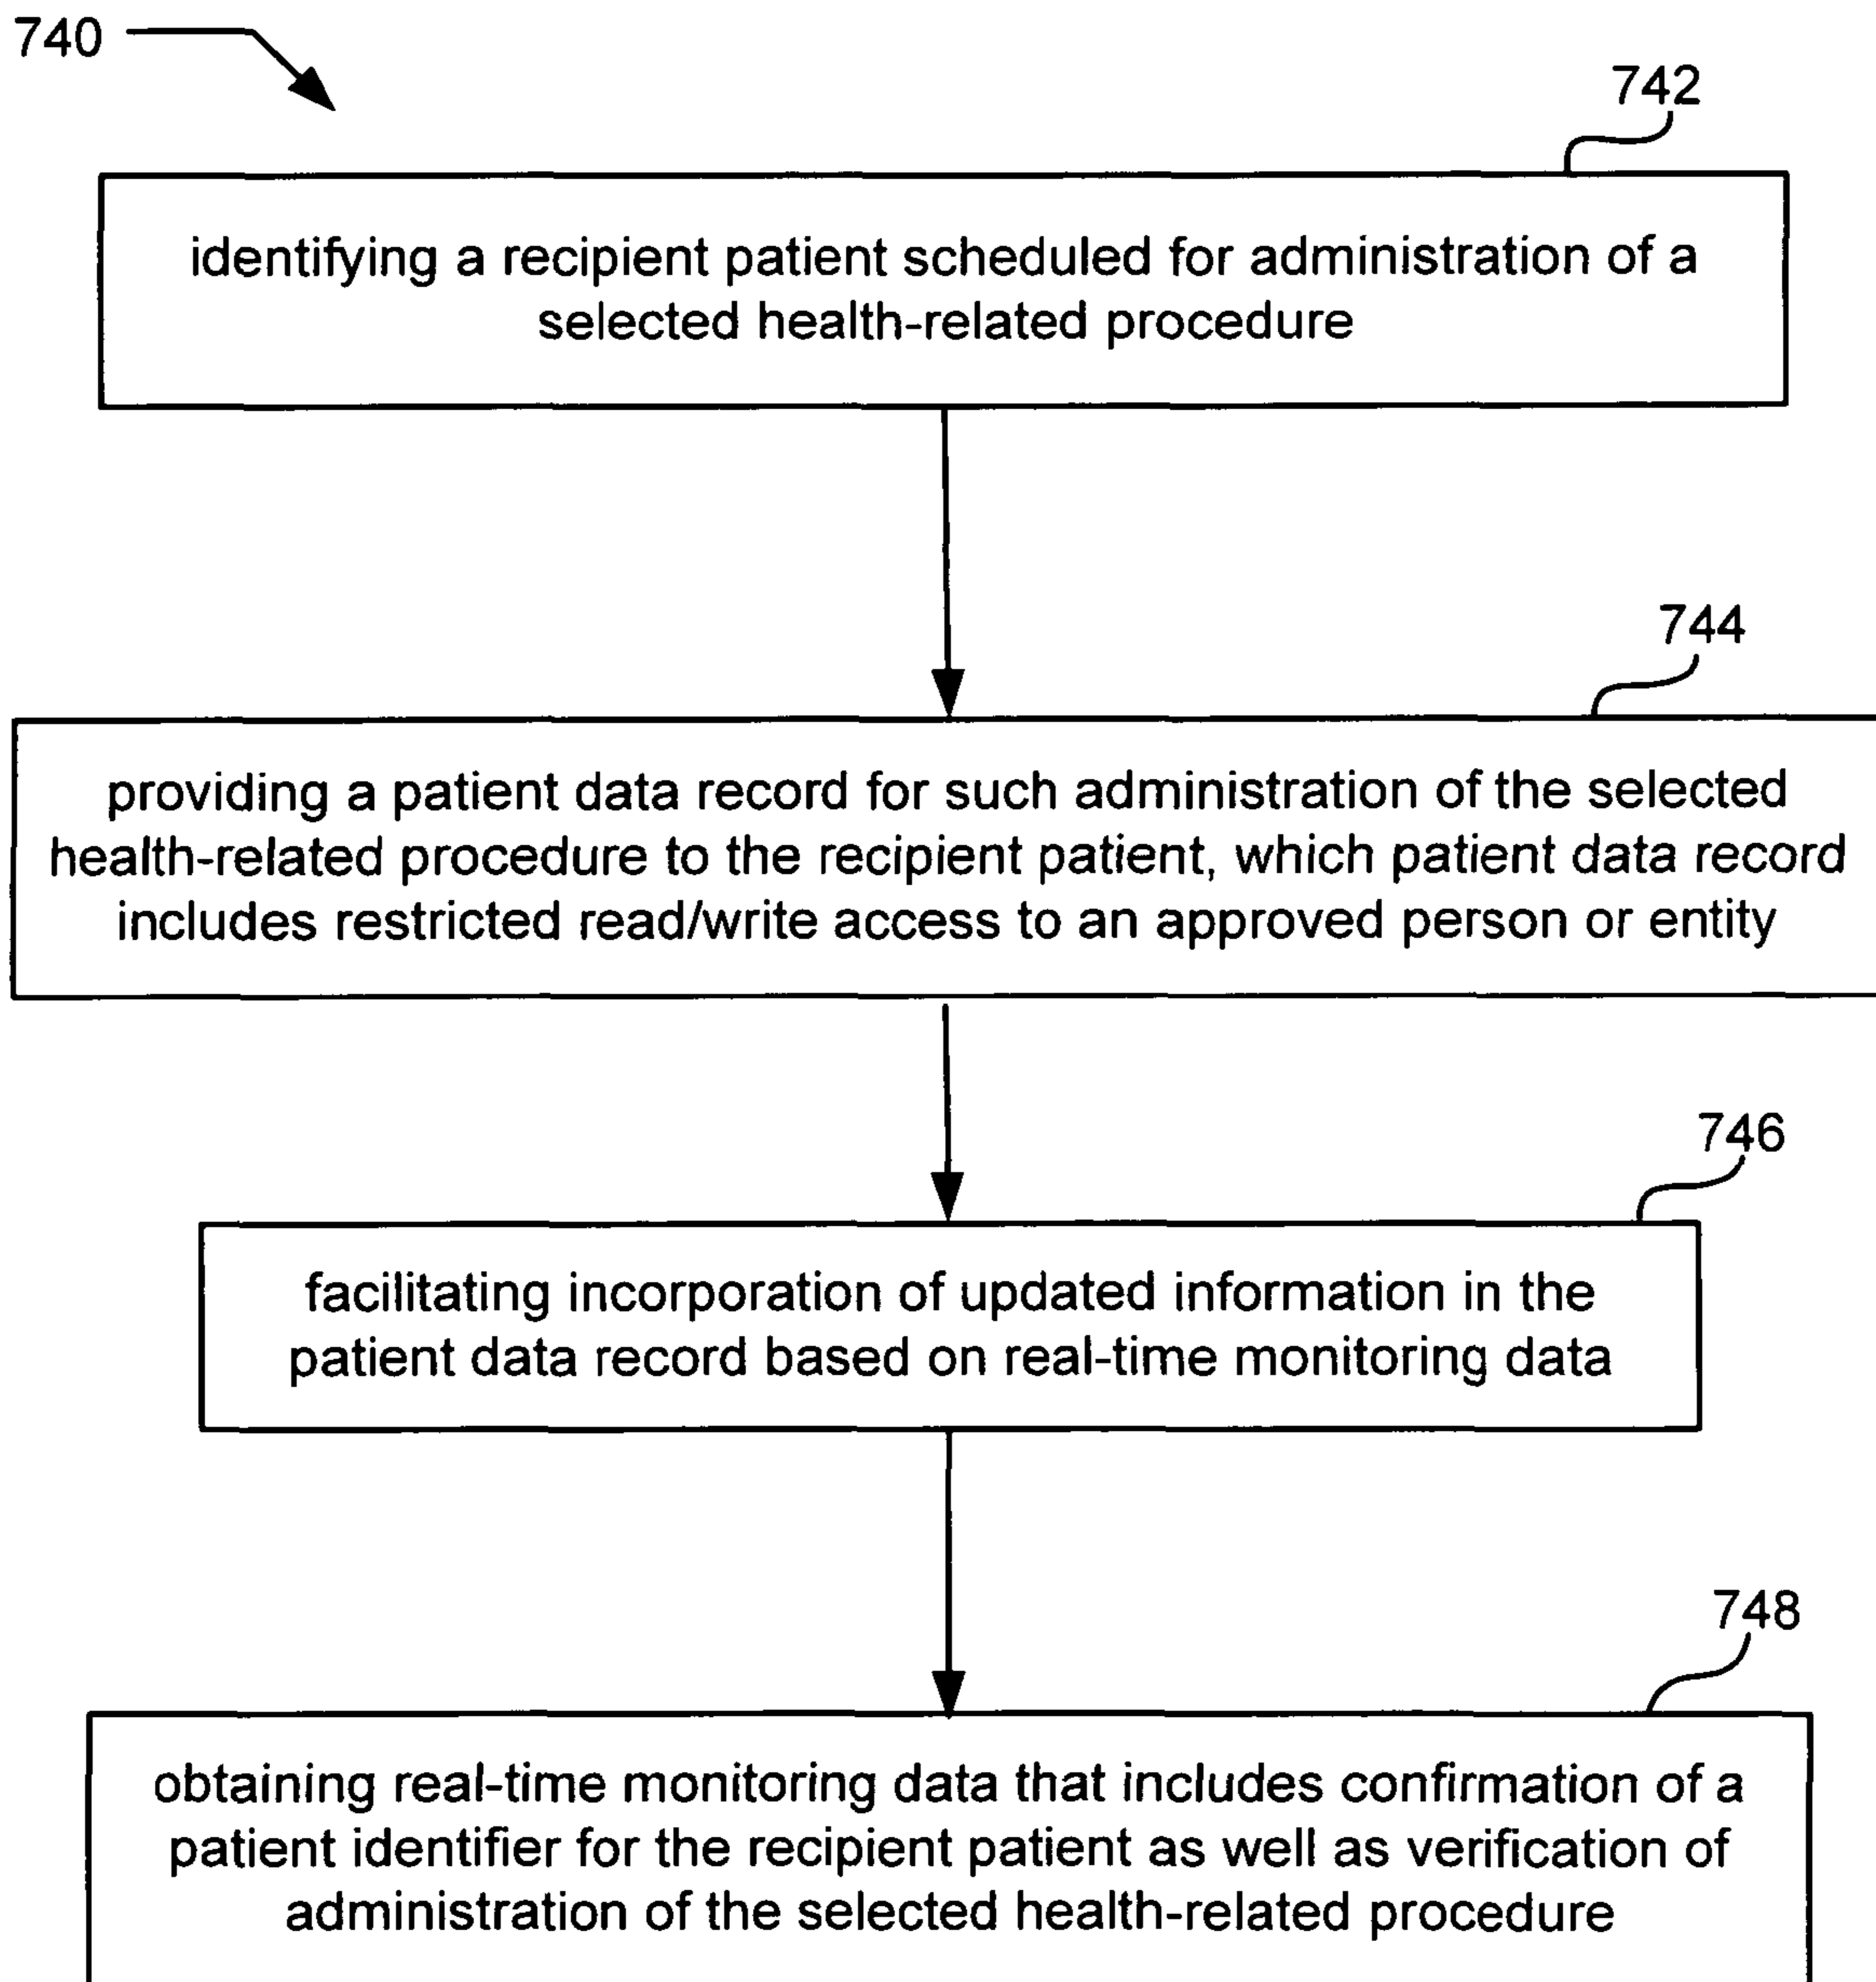 740
742
identifying a recipient patient scheduled for administration of a
selected health-related procedure
744
providing a patient data record for such administration of the selected
health-related procedure to the recipient patient, which patient data record
includes restricted read/write access to an approved person or entity
746
facilitating incorporation of updated information in the
patient data record based on real-time monitoring data
748
obtaining real-time monitoring data that includes confirmation of a
patient identifier for the recipient patient as well as verification of
administration of the selected health-related procedure